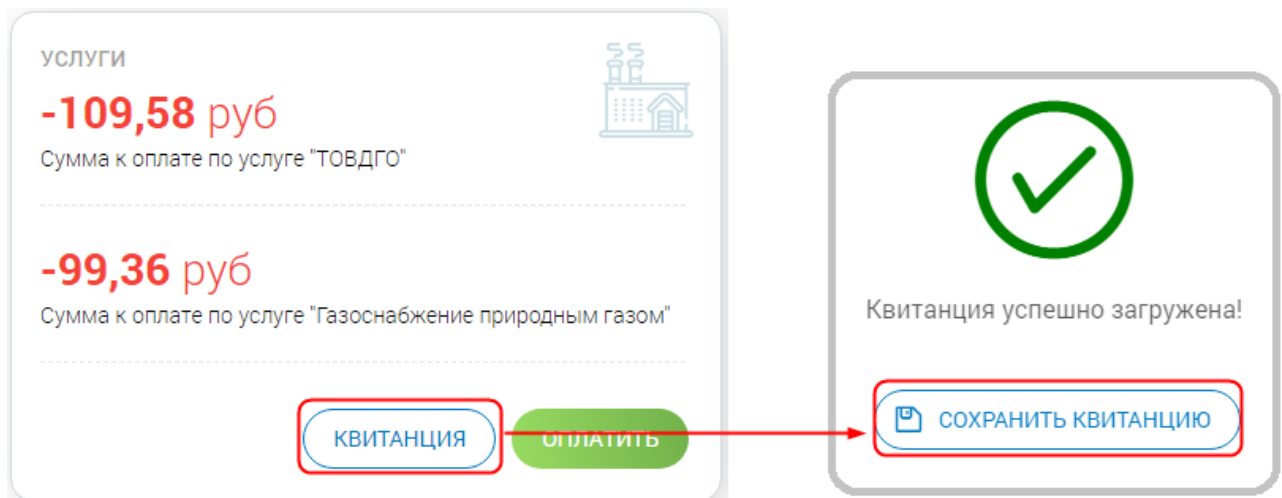 УСЛУГИ
-109,58 руб
Сумма к оплате по услуге "ТОВДГО"
-99,36 руб
Сумма к оплате по услуге "Газоснабжение природным газом"
КВИТАНЦИЯ
ОПЛАТИТЬ
Квитанция успешно загружена!
СОХРАНИТЬ КВИТАНЦИЮ